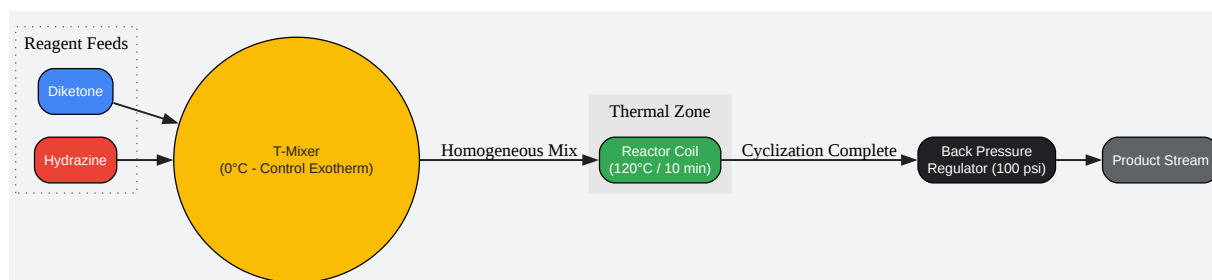 Reagent Feeds
Diketone
Hydrazine
T-Mixer
(0°C - Control Exotherm)
Homogeneous Mix
Thermal Zone
Reactor Coil
(120°C / 10 min)
Cyclization Complete
Back Pressure
Regulator (100 psi)
Product Stream